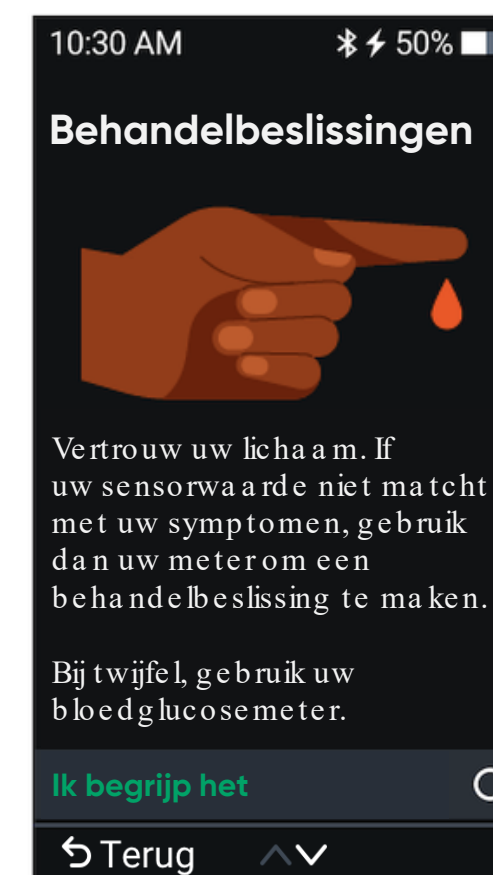 10:30 AM 50%
Behandelbeslissingen
Vertrouw uw lichaam. If
uw sensorwaarde niet matcht
met uw symptomen, gebruik
dan uw meter om een
behandelbeslissing te maken.
Bij twijfel, gebruik uw
bloedglucosemeter.
Ik begrijp het
Terug